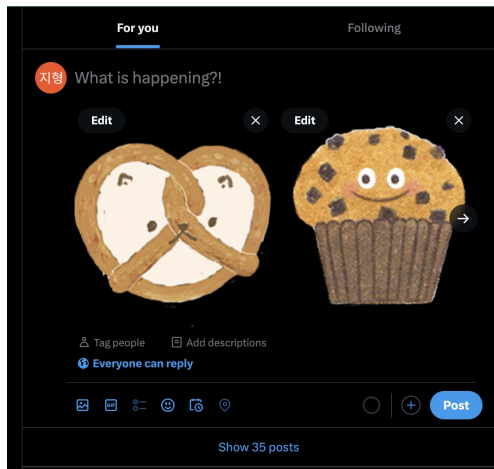 For you
Following
지형
What is happening?!
Edit
Edit
Tag people
Add descriptions
Everyone can reply
GIF
Post
Show 35 posts